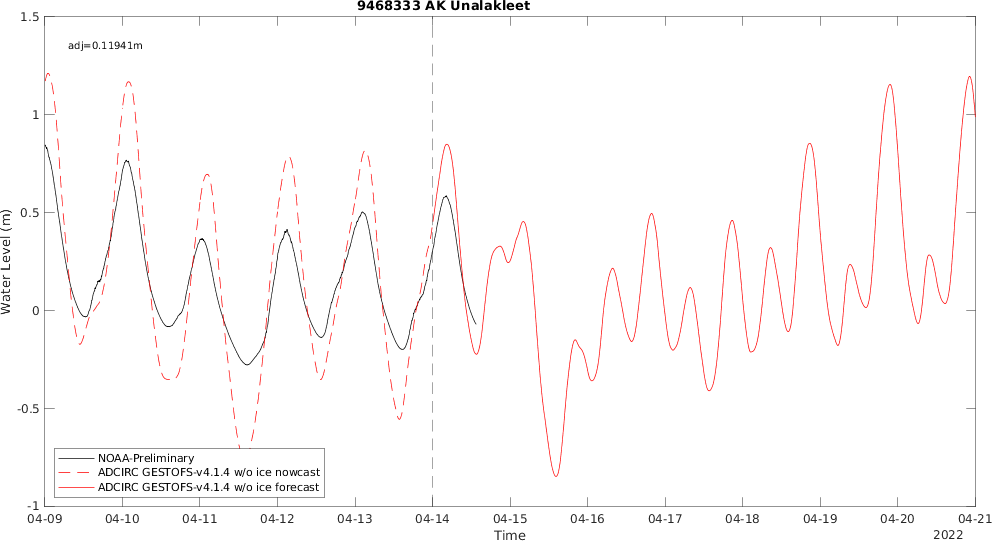 9468333 AK Unalakleet
adj=0.11941m
Water Level (m)
1.5
1
0.5
0
-0.5
-1
NOAA-Preliminary
ADCIRC GESTOFS-v4.1.4 w/o ice nowcast
ADCIRC GESTOFS-v4.1.4 w/o ice forecast
04-09 04-10 04-11 04-12 04-13 04-14 04-15 04-16 04-17 04-18 04-19 04-20 04-21
Time
2022